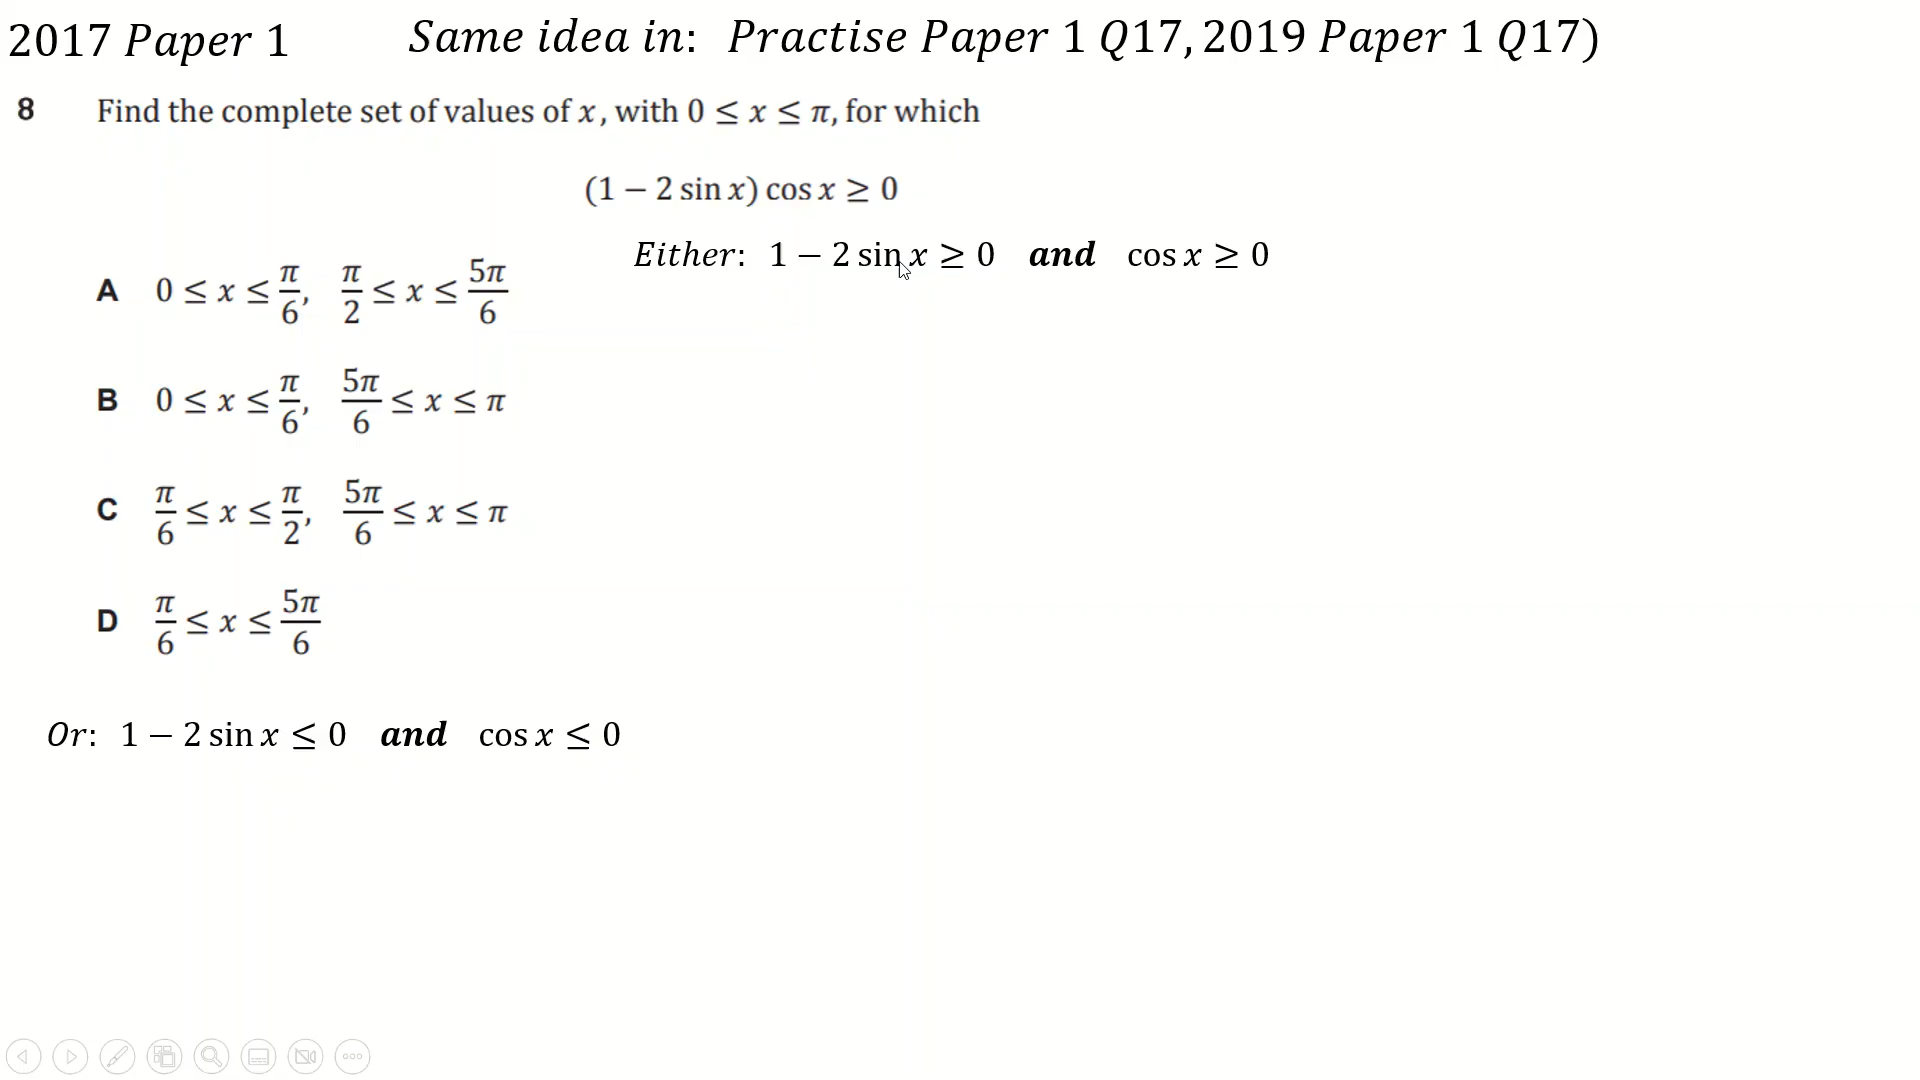 2017 Paper 1 Same idea in: Practise Paper 1 Q17, 2019 Paper 1 Q17)
8 Find the complete set of values of x, with 0 ≤ x ≤ π, for which
(1 − 2 sin x) cos x ≥ 0
Either: 1 − 2 sin x ≥ 0 and cos x ≥ 0
A 0 ≤ x ≤ π/6, π/2 ≤ x ≤ 5π/6
B 0 ≤ x ≤ π/6, 5π/6 ≤ x ≤ π
C π/6 ≤ x ≤ π/2, 5π/6 ≤ x ≤ π
D π/6 ≤ x ≤ 5π/6
Or: 1 − 2 sin x ≤ 0 and cos x ≤ 0